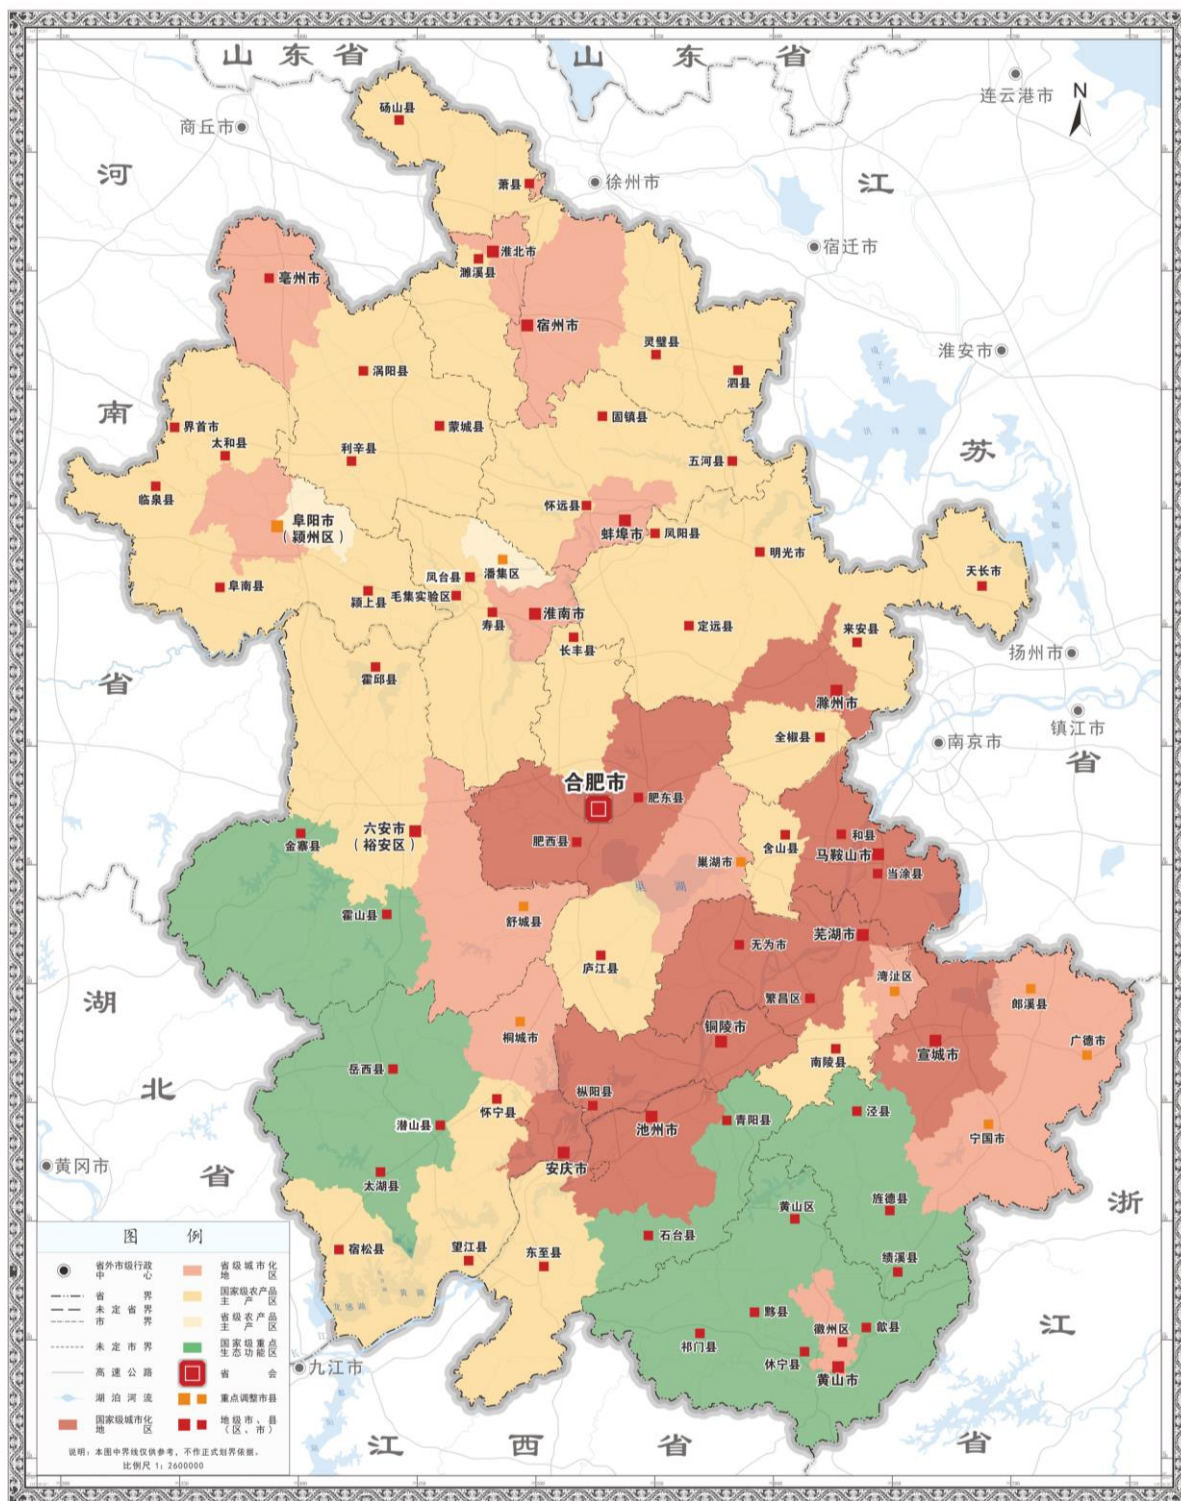 山 东 省
山 东 省
连云港市
N
砀山县
商丘市
河
萧县
徐州市
江
淮北市
宿迁市
濉溪县
亳州市
宿州市
灵璧县
淮安市
涡阳县
泗县
南
固镇县
界首市
蒙城县
太和县
利辛县
五河县
苏
临泉县
怀远县
阜阳市
（颍州区）
蚌埠市
凤阳县
明光市
潘集区
凤台县
天长市
阜南县
颍上县
毛集实验区
寿县
淮南市
定远县
来安县
长丰县
扬州市
省
霍邱县
滁州市
镇江市
全椒县
南京市
省
合肥市
肥东县
六安市
（裕安区）
金寨县
肥西县
含山县
和县
马鞍山市
巢湖市
当涂县
巢 湖
霍山县
舒城县
芜湖市
无为市
庐江县
湾沚区
郎溪县
湖
繁昌区
桐城市
铜陵市
广德市
南陵县
宣城市
岳西县
北
怀宁县
枞阳县
泾县
潜山县
池州市
青阳县
宁国市
黄冈市
省
太湖县
安庆市
旌德县
浙
黄山区
宿松县
望江县
东至县
石台县
绩溪县
黟县
徽州区
歙县
江
祁门县
休宁县
黄山市
九江市
江 西 省
省
图 例
省外市级行政
中 心
省 界
未 定 省 界
市 界
未 定 市 界
高 速 公 路
湖 泊 河 流
国家级城市化
地 区
省级城市化
地 区
国家级农产品
主 产 区
省级农产品
主 产 区
国家级重点
生态功能区
省 会
重点调整市县
地级市、县
（区、市）
说明：本图中界线仅供参考，不作正式划界依据。
比例尺 1：2600000